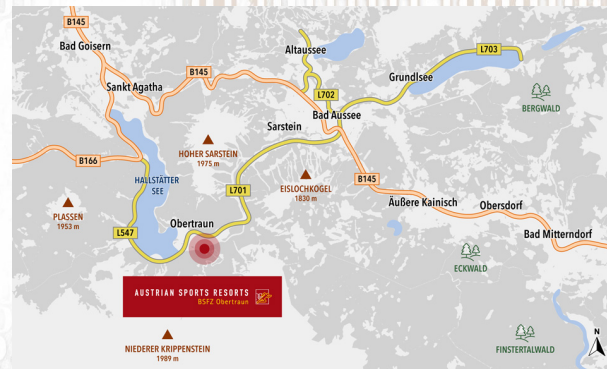 B145
Bad Goisern
Altaussee
L703
Grundlsee
B145
Sankt Agatha
L702
BERGWALD
Bad Aussee
Sarstein
HOHER SARSTEIN
1975 m
B166
HALLSTÄTTER
SEE
EISLOCHKOGEL
1830 m
B145
L701
PLASSEN
1953 m
Äußere Kainisch
Obersdorf
Obertraun
L547
Bad Mitterndorf
ECKWALD
AUSTRIAN SPORTS RESORTS
BSFZ Obertraun
N
NIEDERER KRIPPENSTEIN
1989 m
FINSTERTALWALD